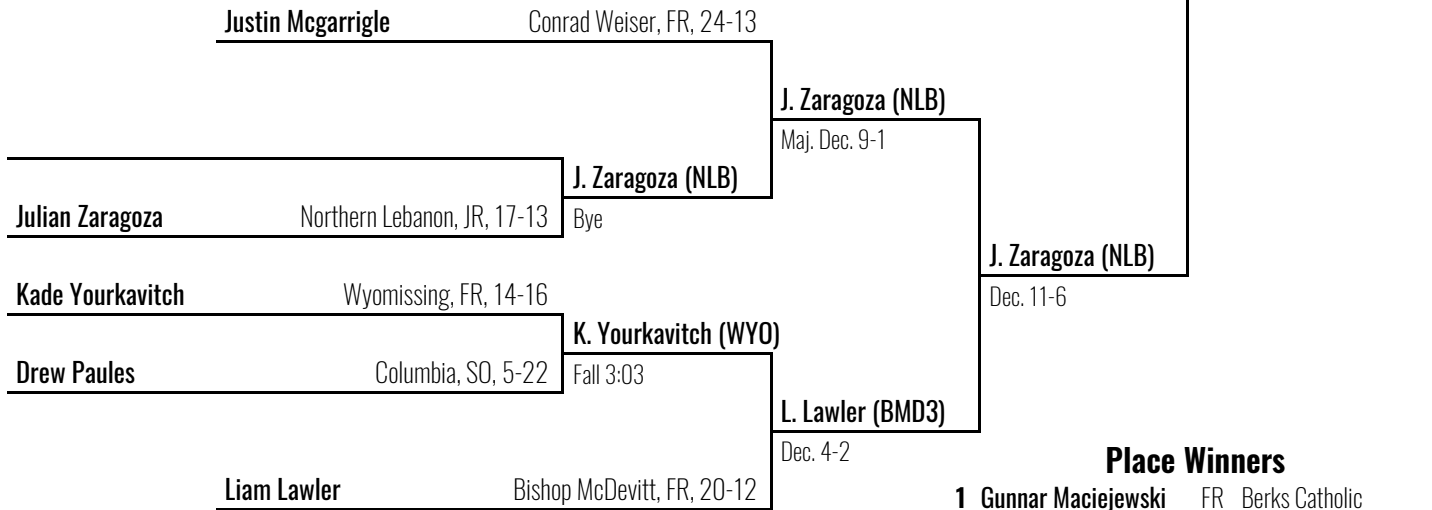 Justin Mcgarrigle Conrad Weiser, FR, 24-13
J. Zaragoza (NLB)
Maj. Dec. 9-1
J. Zaragoza (NLB)
Julian Zaragoza Northern Lebanon, JR, 17-13
Bye
J. Zaragoza (NLB)
Kade Yourkavitch Wyomissing, FR, 14-16
Dec. 11-6
K. Yourkavitch (WYO)
Drew Paules Columbia, SO, 5-22
Fall 3:03
L. Lawler (BMD3)
Dec. 4-2
Place Winners
Liam Lawler Bishop McDevitt, FR, 20-12
1 Gunnar Maciejewski FR Berks Catholic